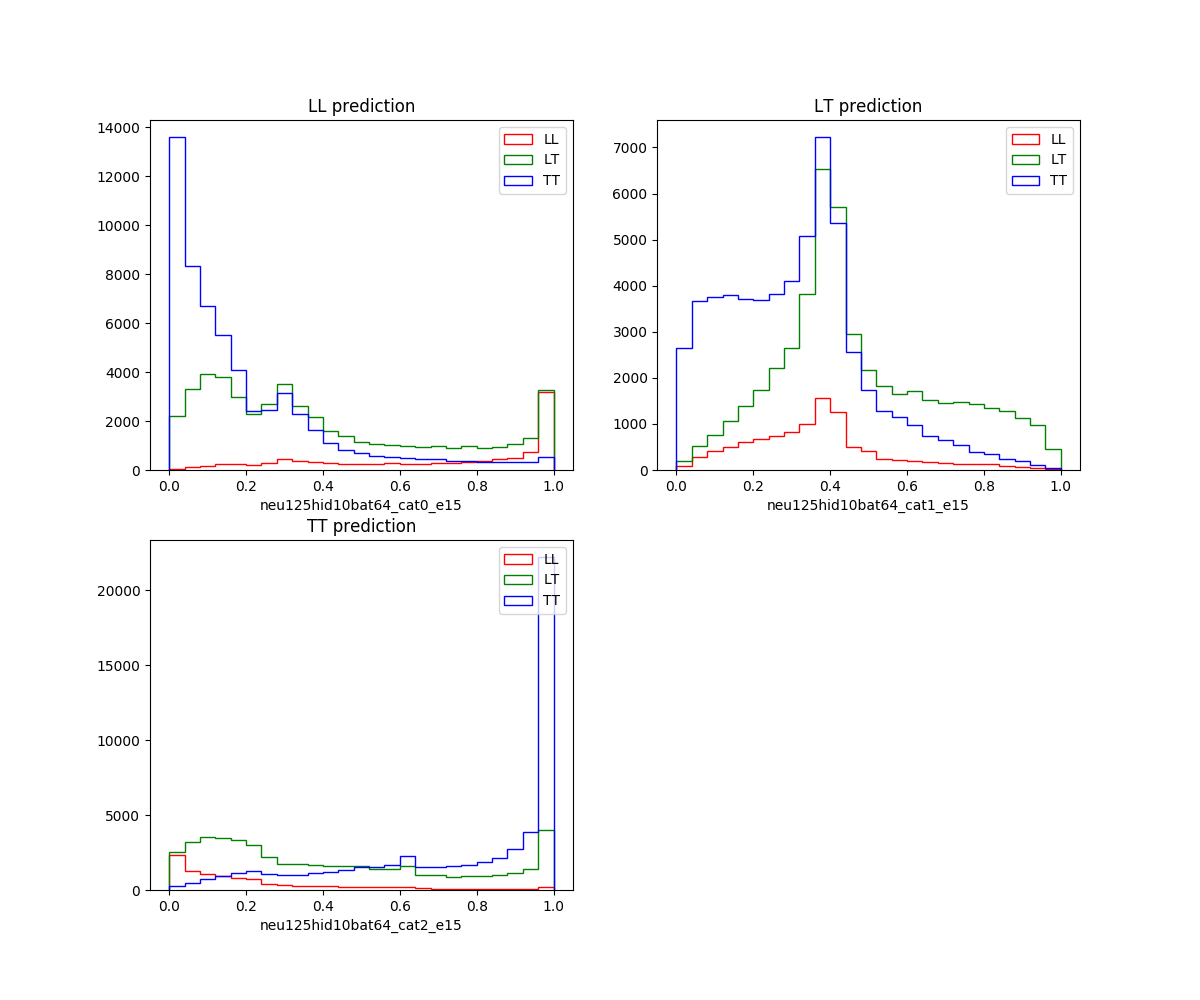 LL prediction
14000
12000
10000
8000
6000
4000
2000
0
0.0 0.2 0.4 0.6 0.8 1.0
neu125hid10bat64_cat0_e15
LL
LT
TT
LT prediction
7000
6000
5000
4000
3000
2000
1000
0
0.0 0.2 0.4 0.6 0.8 1.0
neu125hid10bat64_cat1_e15
LL
LT
TT
TT prediction
20000
15000
10000
5000
0
0.0 0.2 0.4 0.6 0.8 1.0
neu125hid10bat64_cat2_e15
LL
LT
TT